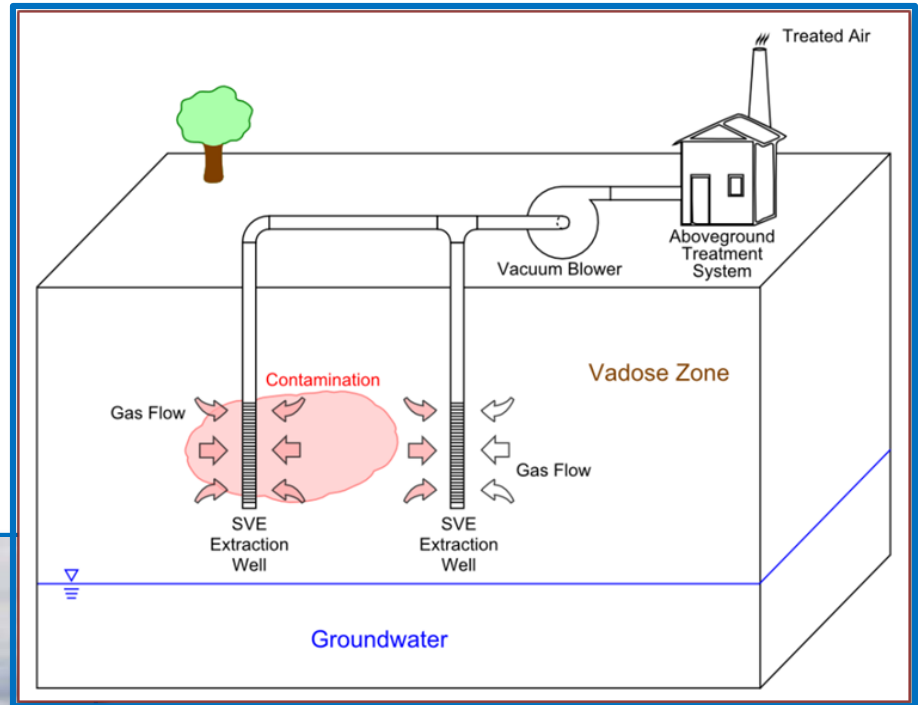 Treated Air
Aboveground
Treatment
System
Vacuum Blower
Vadose Zone
Contamination
Gas Flow
Gas Flow
SVE
Extraction
Well
SVE
Extraction
Well
Groundwater